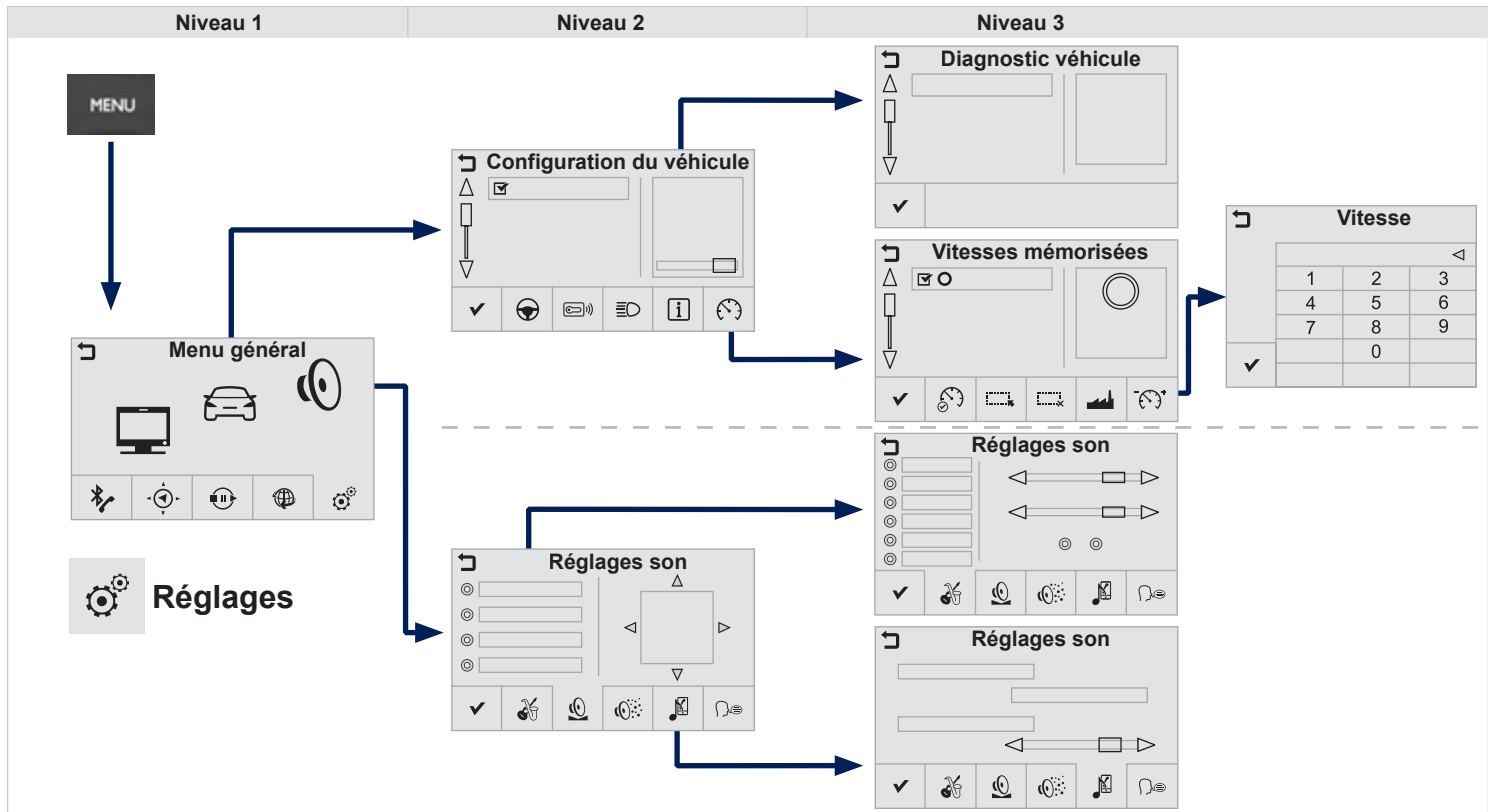 Niveau 1
Niveau 2
Niveau 3
MENU
Menu général
Réglages
Configuration du véhicule
i
Réglages son
Diagnostic véhicule
Vitesses mémorisées
Vitesse
1 2 3
4 5 6
7 8 9
0
Réglages son
Réglages son